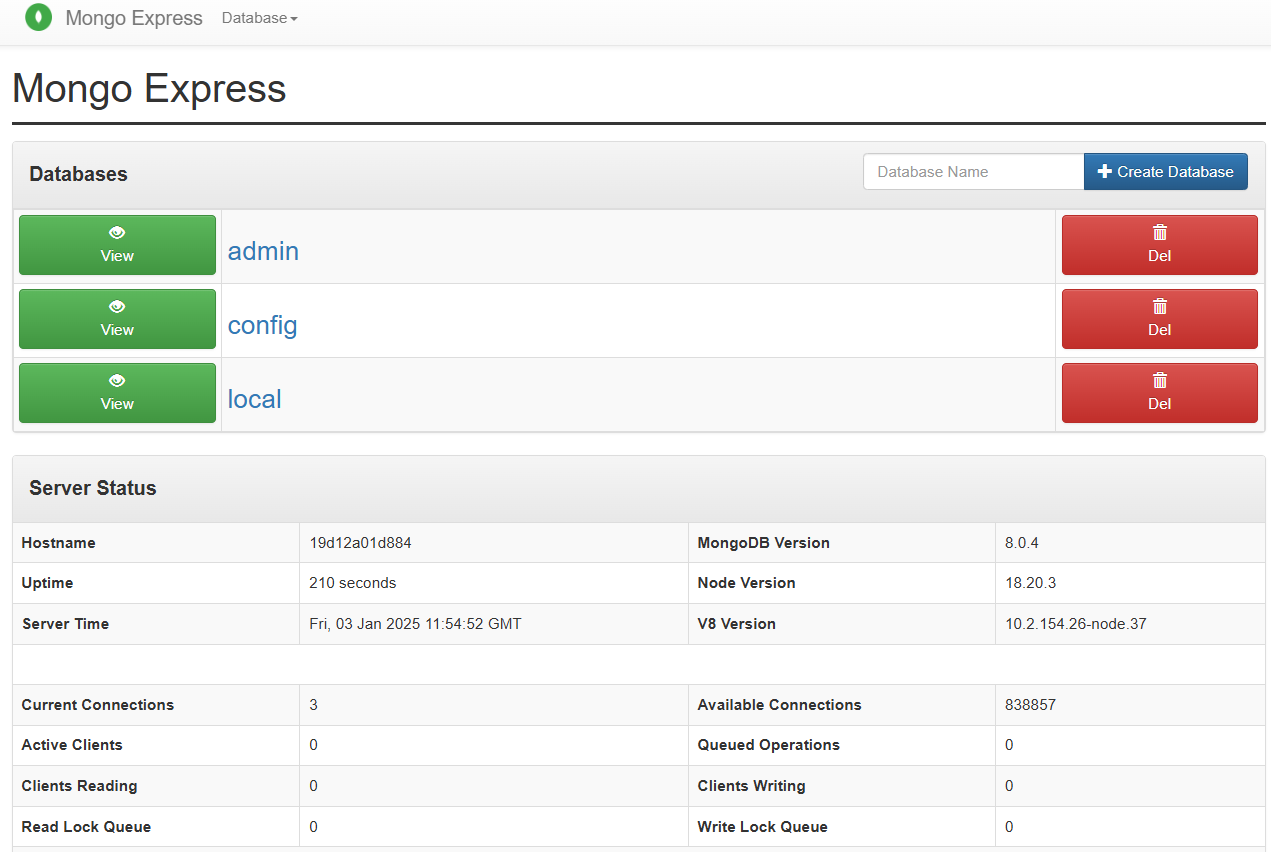 Mongo Express Database
Mongo Express
Databases Database Name Create Database
View admin Del
View config Del
View local Del
Server Status
Hostname 19d12a01d884 MongoDB Version 8.0.4
Uptime 210 seconds Node Version 18.20.3
Server Time Fri, 03 Jan 2025 11:54:52 GMT V8 Version 10.2.154.26-node.37
Current Connections 3 Available Connections 838857
Active Clients 0 Queued Operations 0
Clients Reading 0 Clients Writing 0
Read Lock Queue 0 Write Lock Queue 0